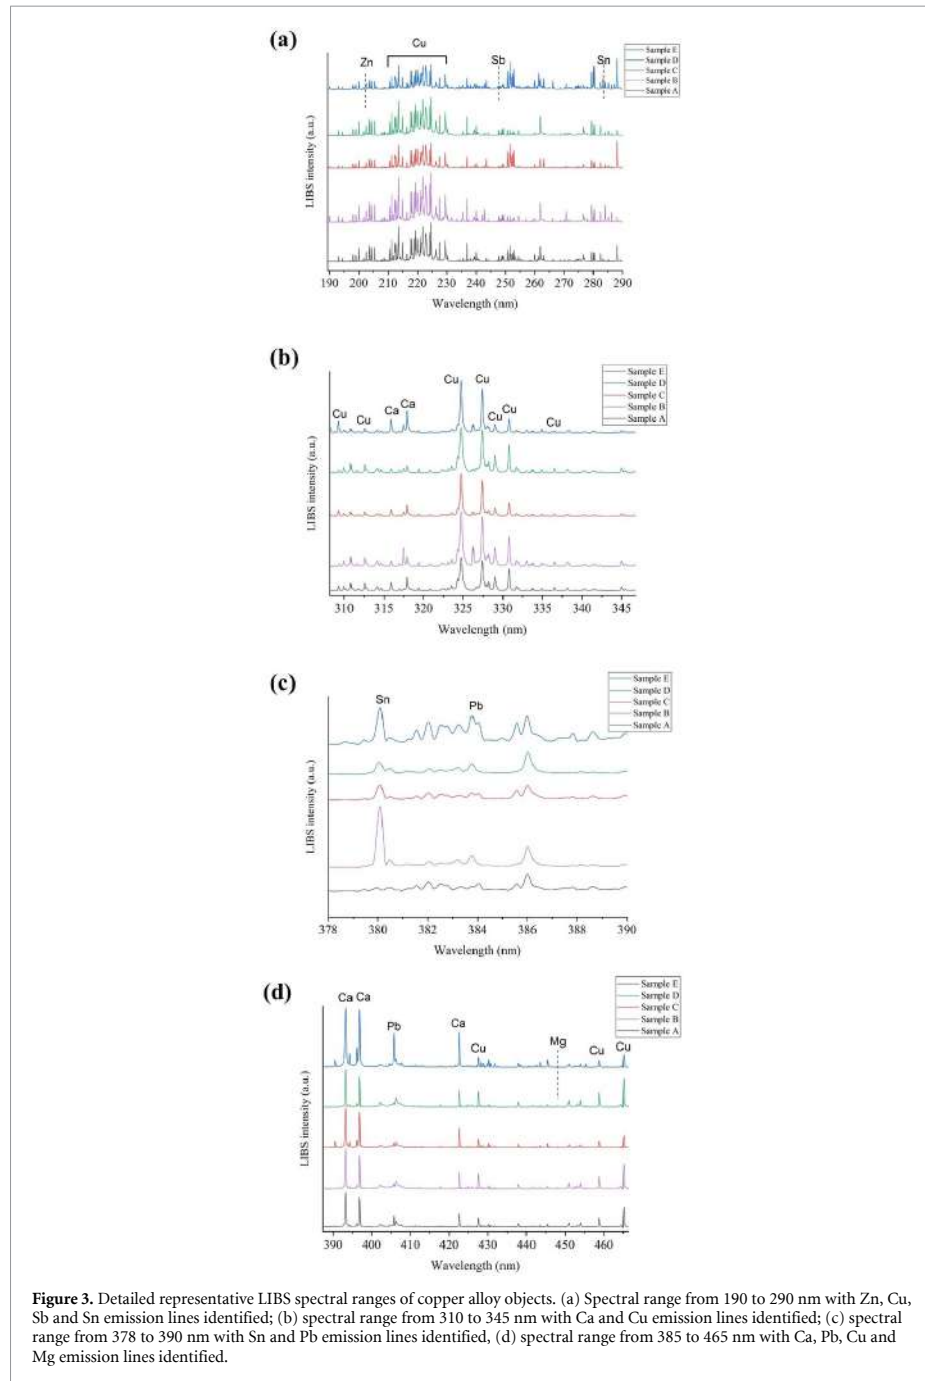 (a)
Cu
Zn
Sb
Sn
Sample E
Sample D
Sample C
Sample B
Sample A
LIBS intensity (a.u.)
190 200 210 220 230 240 250 260 270 280 290
Wavelength (nm)
(b)
Cu
Cu
Ca
Ca
Cu
Cu
Cu
Cu
Cu
Sample E
Sample D
Sample C
Sample B
Sample A
LIBS intensity (a.u.)
310 315 320 325 330 335 340 345
Wavelength (nm)
(c)
Sn
Pb
Sample E
Sample D
Sample C
Sample B
Sample A
LIBS intensity (a.u.)
378 380 382 384 386 388 390
Wavelength (nm)
(d)
Ca Ca
Pb
Ca
Cu
Mg
Cu
Cu
Sample E
Sample D
Sample C
Sample B
Sample A
LIBS intensity (a.u.)
390 400 410 420 430 440 450 460
Wavelength (nm)
Figure 3. Detailed representative LIBS spectral ranges of copper alloy objects. (a) Spectral range from 190 to 290 nm with Zn, Cu,
Sb and Sn emission lines identified; (b) spectral range from 310 to 345 nm with Ca and Cu emission lines identified; (c) spectral
range from 378 to 390 nm with Sn and Pb emission lines identified, (d) spectral range from 385 to 465 nm with Ca, Pb, Cu and
Mg emission lines identified.